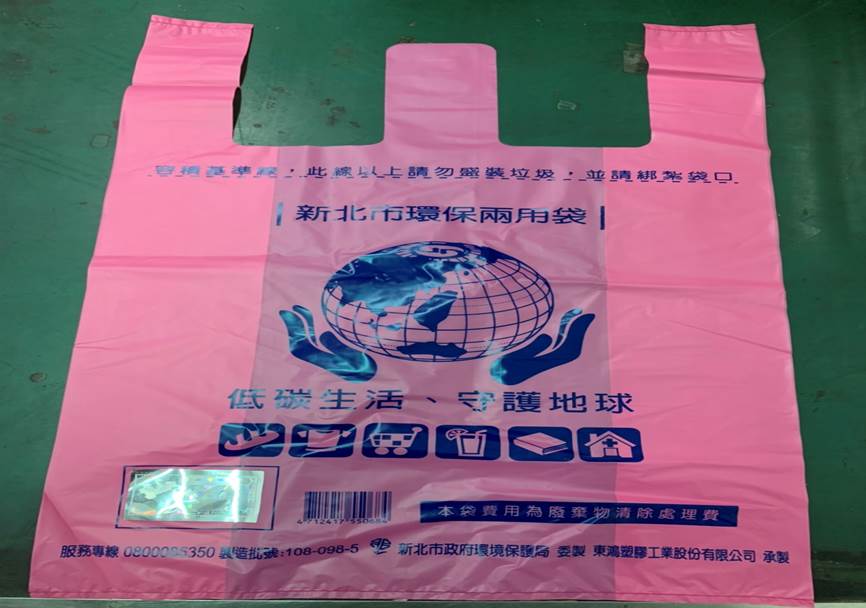 容積基準線，此線以上請勿盛裝垃圾，並請綁紮袋口
新北市環保兩用袋
低碳生活、守護地球
4 712417 550684
本袋費用為廢棄物清除處理費
服務專線 0800085350 製造批號:108-098-5 新北市政府環境保護局 委製 東鴻塑膠工業股份有限公司 承製